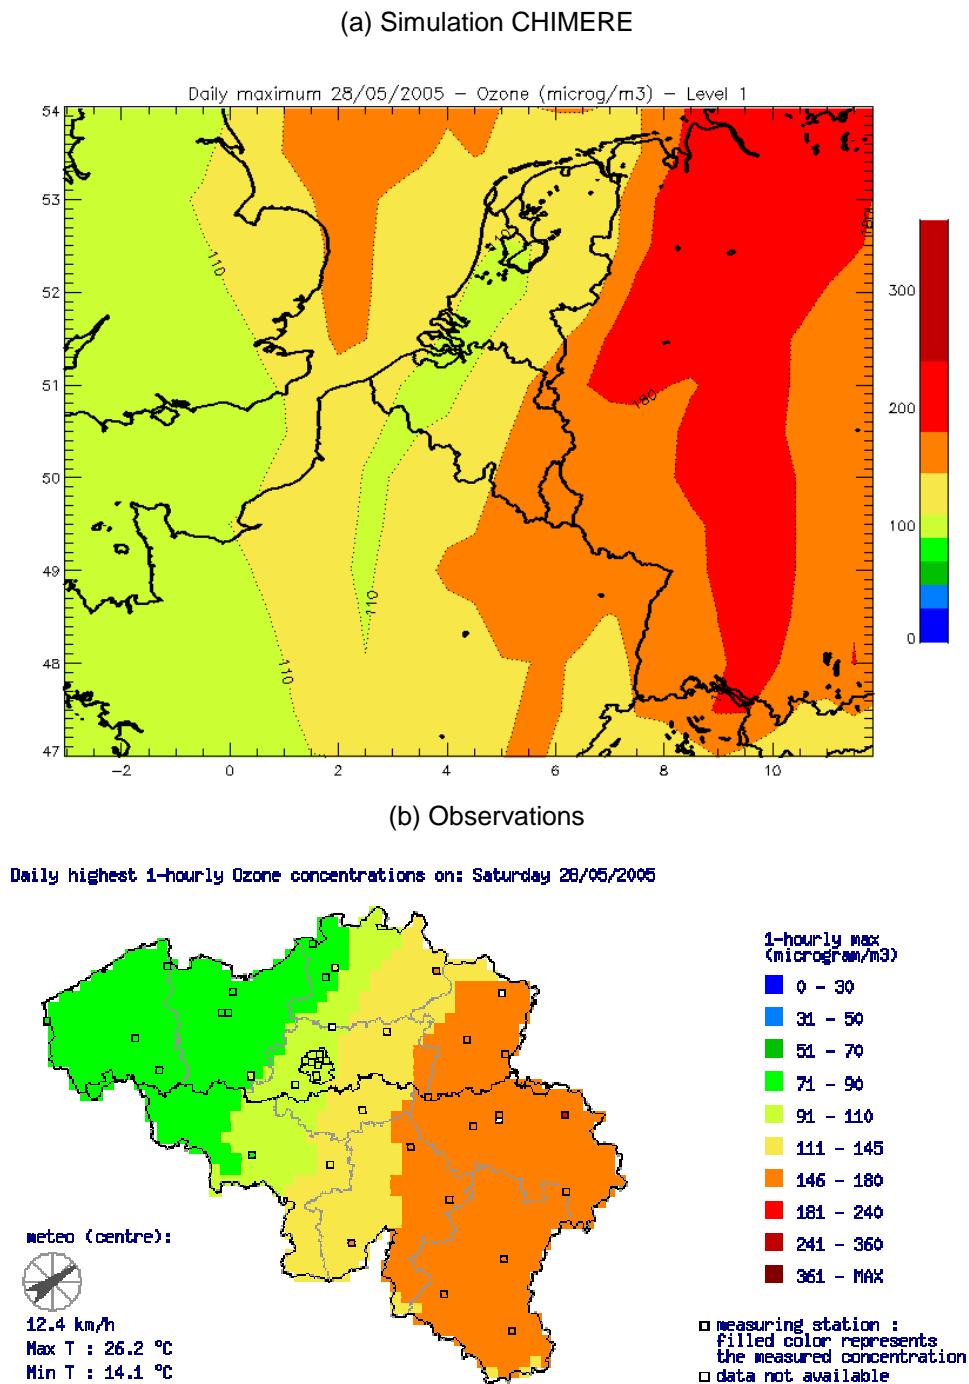 (a) Simulation CHIMERE
Daily maximum 28/05/2005 – Ozone (microg/m3) – Level 1
54
53
52
51
50
49
48
47
−2
0
2
4
6
8
10
110
110
110
180
180
300
200
100
0
(b) Observations
Daily highest 1-hourly Ozone concentrations on: Saturday 28/05/2005
1-hourly max
(microgram/m3)
0 - 30
31 - 50
51 - 70
71 - 90
91 - 110
111 - 145
146 - 180
181 - 240
241 - 360
361 - MAX
meteo (centre):
12.4 km/h
Max T : 26.2 °C
Min T : 14.1 °C
measuring station :
filled color represents
the measured concentration
data not available